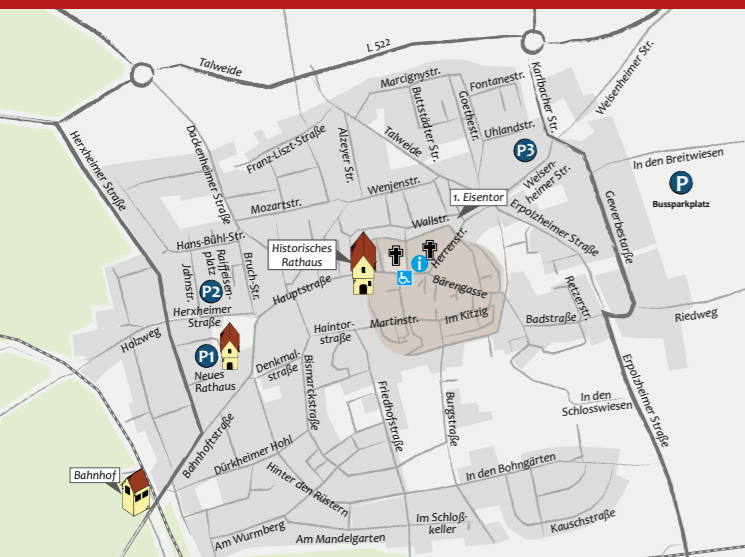 L 522
Talweide
Marcignystr.
Fontanestr.
Karlbacher Str.
Weisenheimer Str.
Buttstädter Str.
Goethestr.
Uhlandstr.
P3
Talweide
Alzeyer Str.
Franz-Liszt-Straße
Dackenheimer Straße
Herxheimer Straße
In den Breitwiesen
P
Bussparkplatz
Weisen-
heimer Str.
Wenjenstr.
1. Eisentor
Mozartstr.
Wallstr.
Erpolzheimer Straße
Gewerbestarße
Hans-Bühl-Str.
Historisches
Rathaus
Herrenstr.
i
Raiffeisen-
platz
Bruch-Str.
Jahnstr.
P2
Hauptstraße
Bärengasse
Retzerstr.
Herxheimer
Straße
Haintor-
straße
Martinstr.
Im Kitzig
Badstraße
Riedweg
Holzweg
P1
Neues
Rathaus
Denkmal-
straße
Bismarckstraße
Friedhofstraße
Burgstraße
In den
Schlosswiesen
Erpolzheimer Straße
Bahnhoftstraße
Dürkheimer Hohl
Hinter den Rüstern
In den Bohngärten
Bahnhof
Am Wurmberg
Am Mandelgarten
Im Schloß-
keller
Kauschstraße